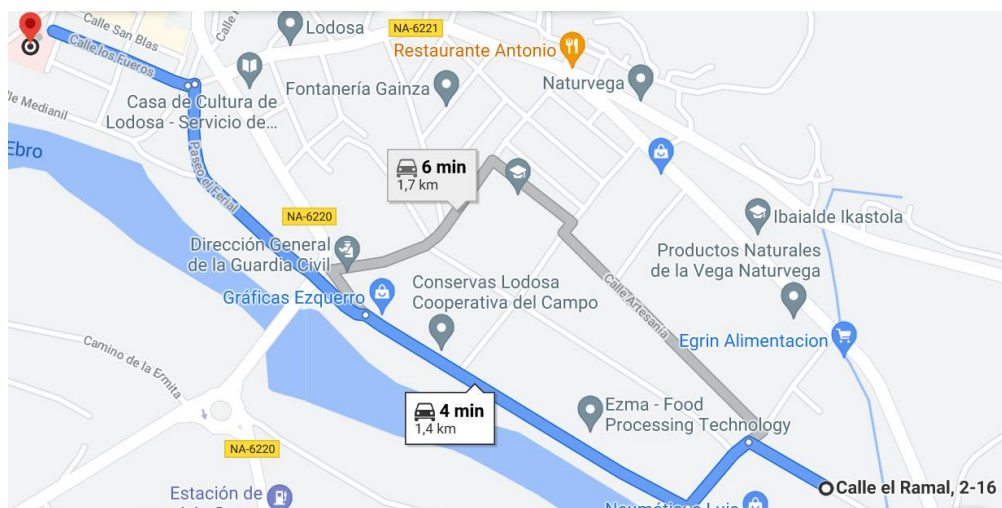 Calle San Blas
Calle los Fueros
Lodosa
NA-6221
Restaurante Antonio
Naturvega
Fontanería Gainza
Casa de Cultura de
Lodosa - Servicio de...
Medianil
Ebro
Paseo el Ferial
6 min
1,7 km
NA-6220
Dirección General
de la Guardia Civil
Ibaialde Ikastola
Productos Naturales
de la Vega Naturvega
Gráficas Ezquerro
Conservas Lodosa
Cooperativa del Campo
Calle Artesanía
Egrin Alimentacion
Camino de la Ermita
4 min
1,4 km
Ezma - Food
Processing Technology
NA-6220
Calle el Ramal, 2-16
Estación de